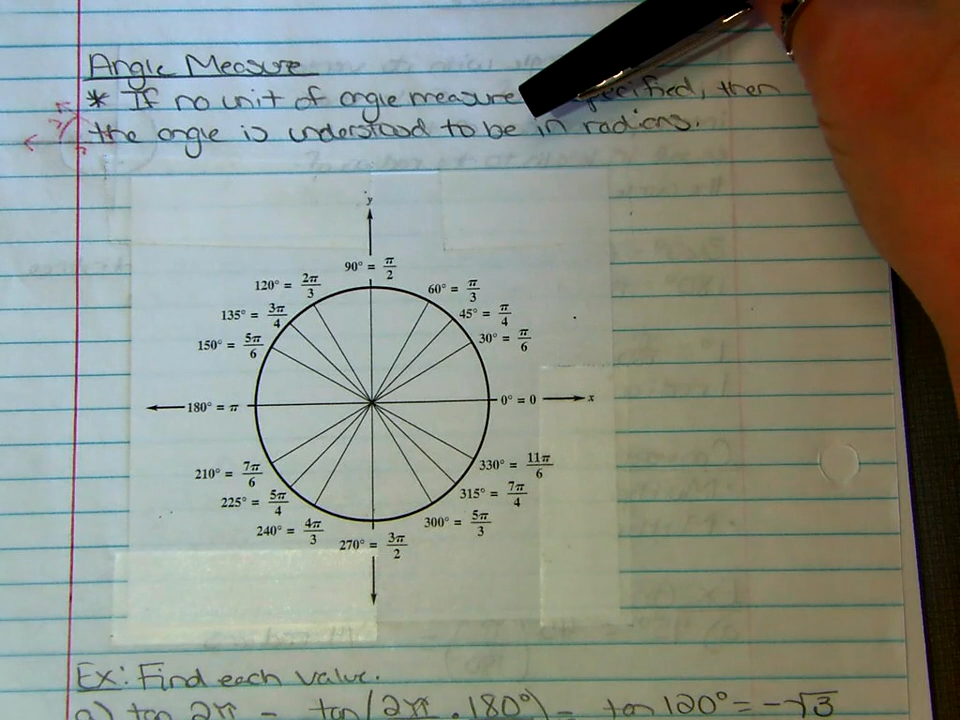 Angle Measure
* If no unit of angle measure specified, then
the angle is understood to be in radians.
y
90° = π/2
120° = 2π/3
60° = π/3
135° = 3π/4
45° = π/4
150° = 5π/6
30° = π/6
180° = π
0° = 0
x
210° = 7π/6
330° = 11π/6
225° = 5π/4
315° = 7π/4
240° = 4π/3
300° = 5π/3
270° = 3π/2
Ex: Find each value.
a) tan 2π = tan(2π . 180°) = tan 120° = -√3